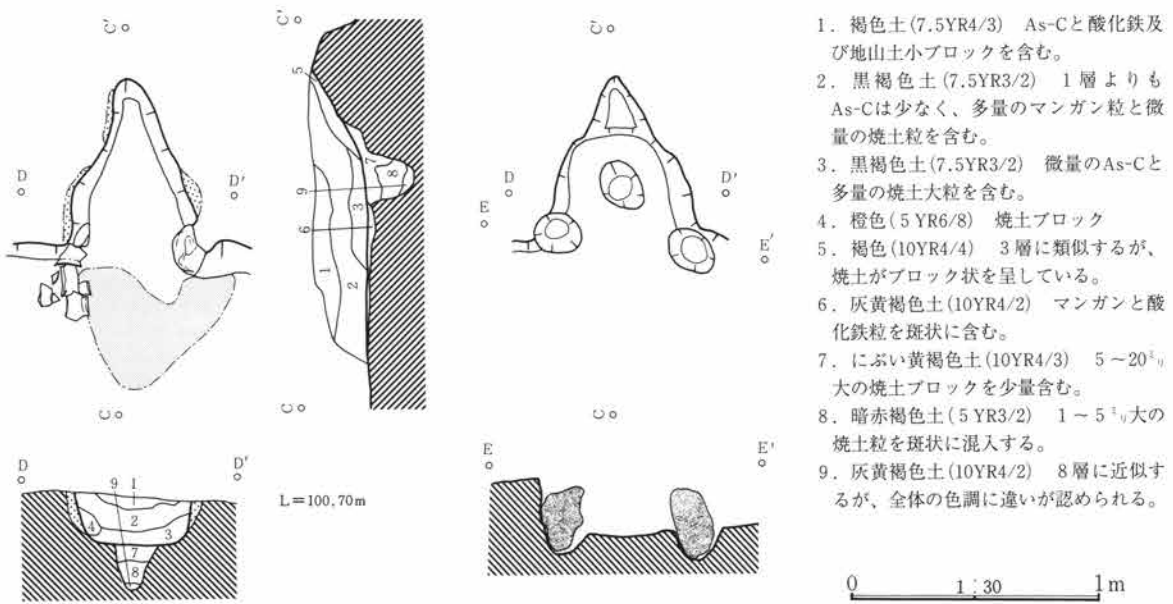 C'
D
D'
C
D
D'
9
1
2
4
3
7
8
C'
5
7
8
9
3
6
1
2
C
L＝100,70m
C'
D
D'
E
E'
C
E
E'
1．褐色土(7.5YR4/3)　As-Cと酸化鉄及
び地山土小ブロックを含む。
2．黒褐色土(7.5YR3/2)　1層よりも
As-Cは少なく、多量のマンガン粒と微
量の焼土粒を含む。
3．黒褐色土(7.5YR3/2)　微量のAs-Cと
多量の焼土大粒を含む。
4．橙色(5YR6/8)　焼土ブロック
5．褐色(10YR4/4)　3層に類似するが、
焼土がブロック状を呈している。
6．灰黄褐色土(10YR4/2)　マンガンと酸
化鉄粒を斑状に含む。
7．にぶい黄褐色土(10YR4/3)　5～20ミリ
大の焼土ブロックを少量含む。
8．暗赤褐色土(5YR3/2)　1～5ミリ大の
焼土粒を斑状に混入する。
9．灰黄褐色土(10YR4/2)　8層に近似す
るが、全体の色調に違いが認められる。
0　1：30　1m